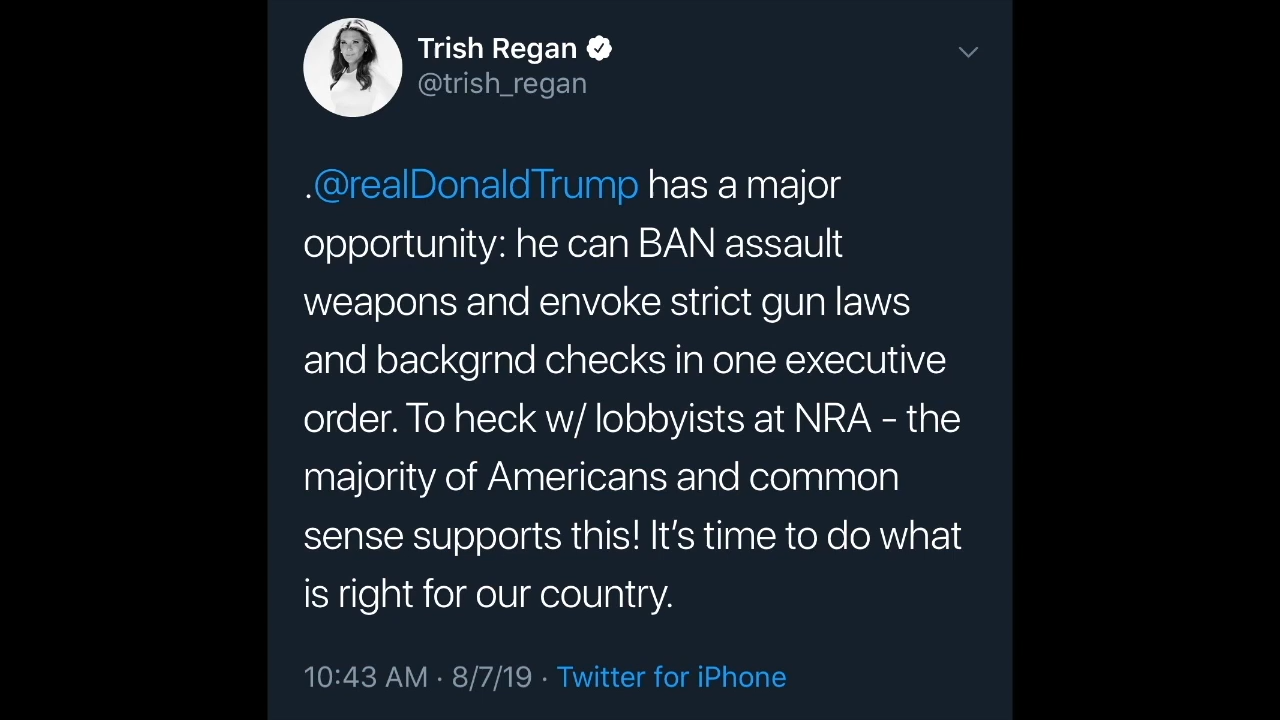 Trish Regan
@trish_regan
.@realDonaldTrump has a major
opportunity: he can BAN assault
weapons and envoke strict gun laws
and backgrnd checks in one executive
order. To heck w/ lobbyists at NRA - the
majority of Americans and common
sense supports this! It’s time to do what
is right for our country.
10:43 AM · 8/7/19 · Twitter for iPhone